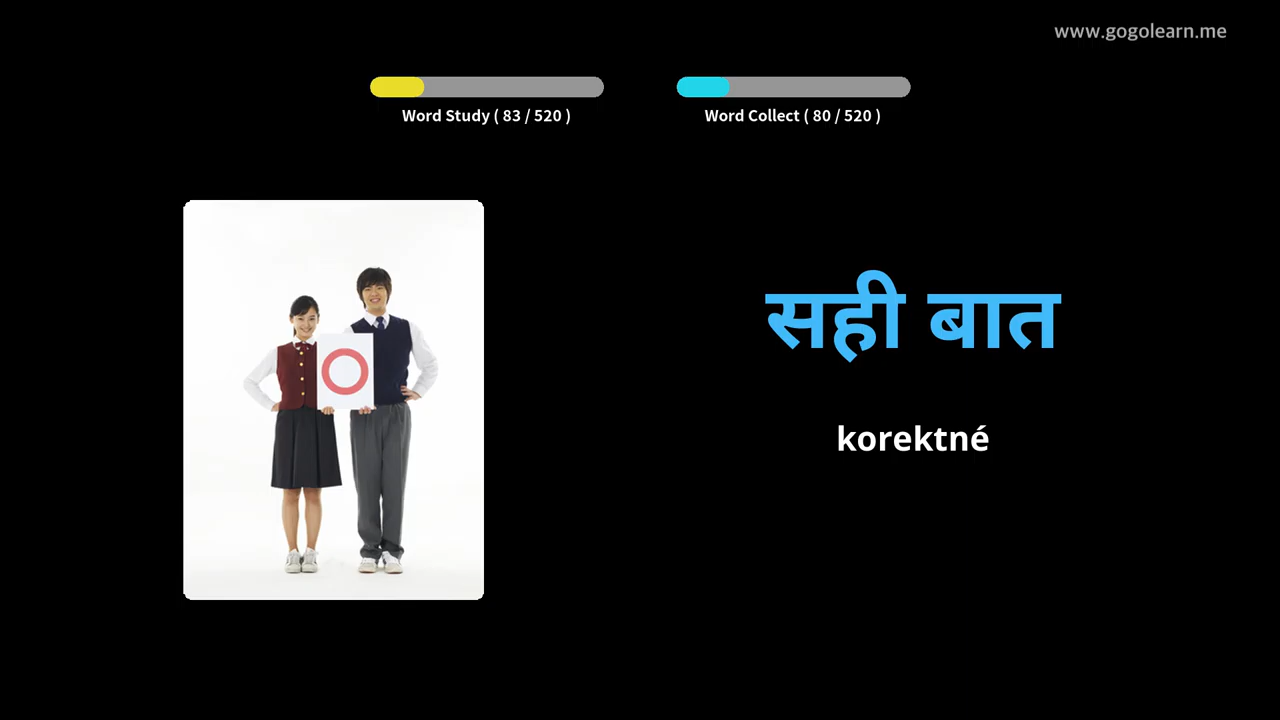 www.gogolearn.me
Word Study ( 83 / 520 )
Word Collect ( 80 / 520 )
सही बात
korektné